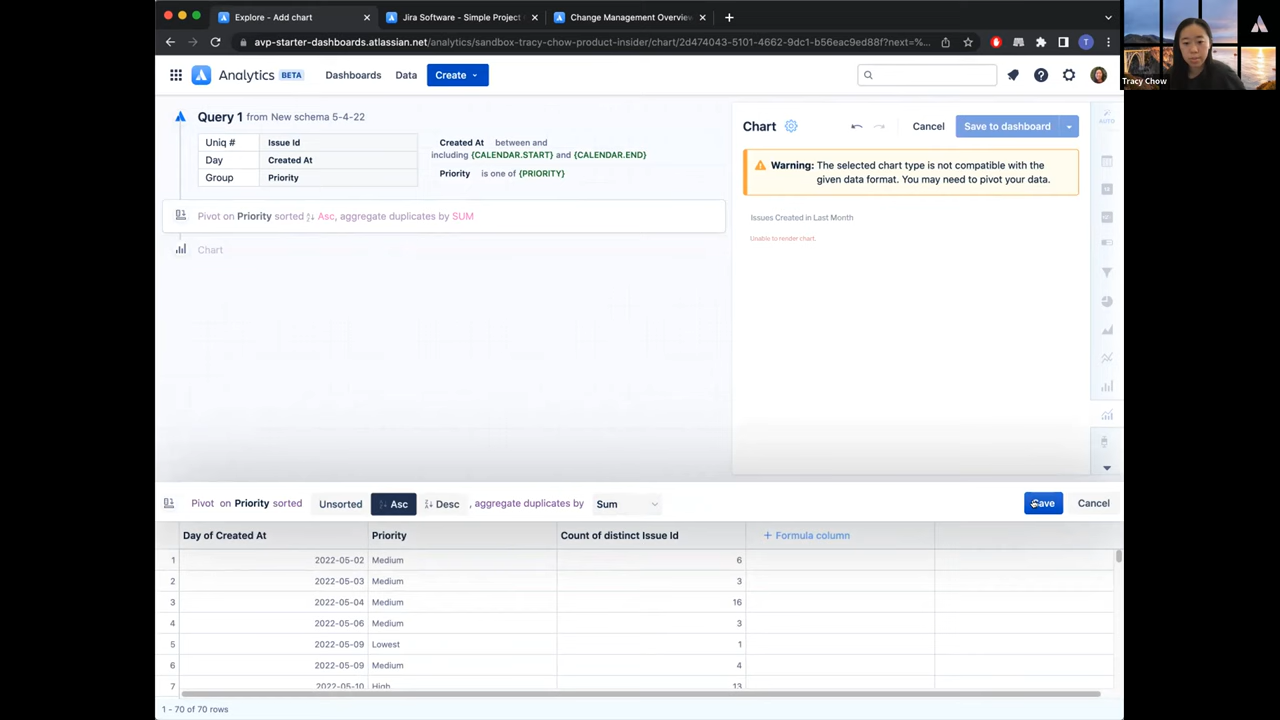 Explore - Add chart
Jira Software - Simple Project
Change Management Overview
avp-starter-dashboards.atlassian.net/analytics/sandbox-tracy-chow-product-insider/chart/2d474043-5101-4662-9dc1-b56eac9ed88f?next=%...
T
Tracy Chow
Analytics BETA Dashboards Data Create
Query 1 from New schema 5-4-22
Uniq # Issue Id
Day Created At
Group Priority
Created At between and
including {CALENDAR.START} and {CALENDAR.END}
Priority is one of {PRIORITY}
Pivot on Priority sorted Asc, aggregate duplicates by SUM
Chart
Chart Cancel Save to dashboard
Warning: The selected chart type is not compatible with the
given data format. You may need to pivot your data.
Issues Created in Last Month
Unable to render chart.
AUTO
12
Pivot on Priority sorted Unsorted Asc Desc , aggregate duplicates by Sum Save Cancel
Day of Created At Priority Count of distinct Issue Id + Formula column
1 2022-05-02 Medium 6
2 2022-05-03 Medium 3
3 2022-05-04 Medium 16
4 2022-05-06 Medium 3
5 2022-05-09 Lowest 1
6 2022-05-09 Medium 4
7 2022-05-10 High 13
1 - 70 of 70 rows